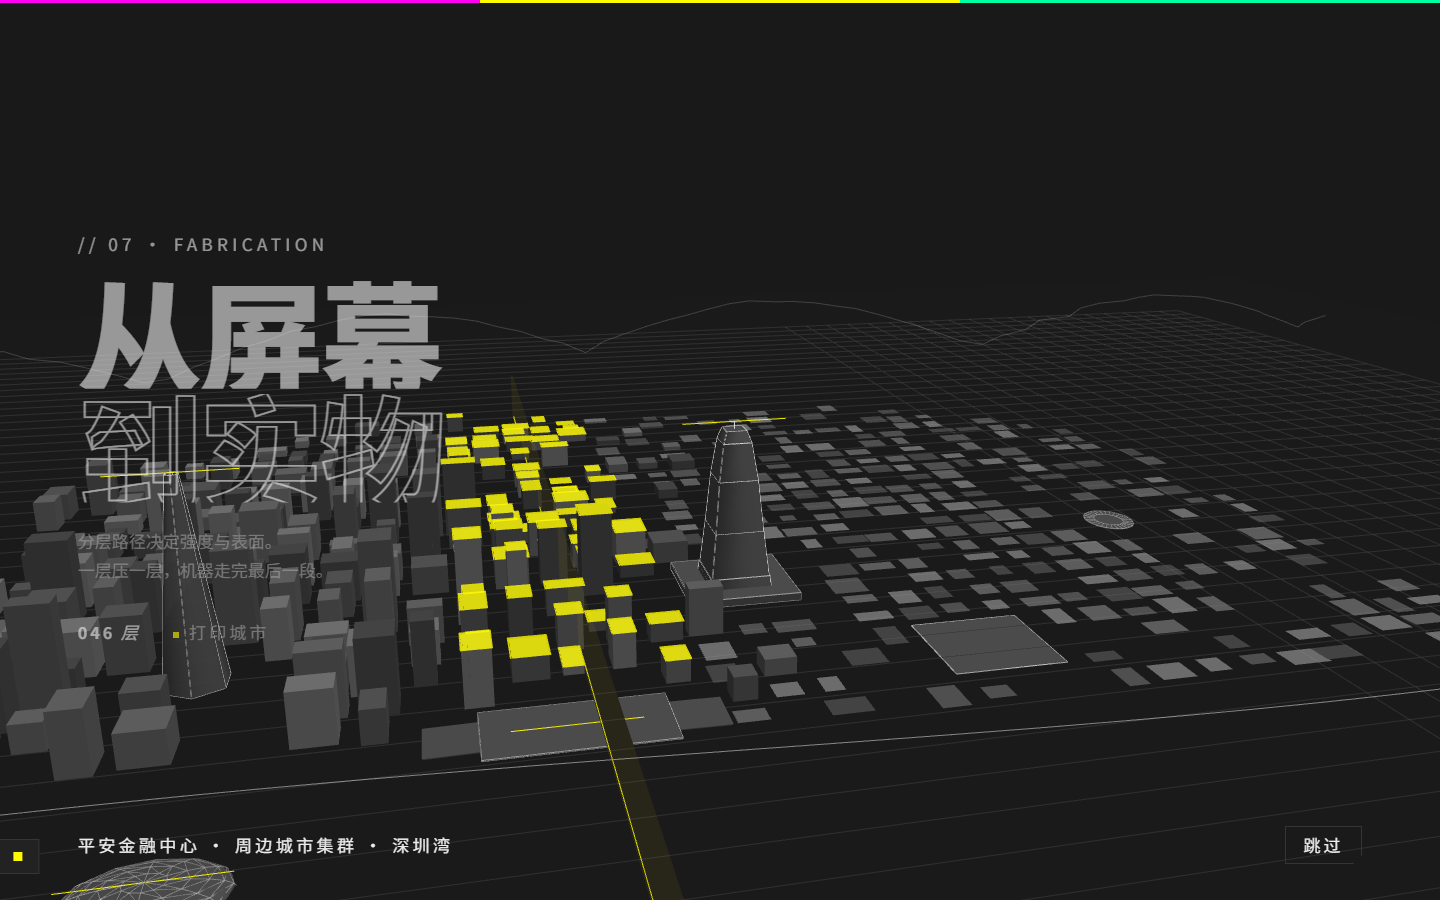 // 07 • FABRICATION
从屏幕
到实物
分层路径决定强度与表面。
一层压一层，机器走完最后一段。
046 层 打印城市
平安金融中心 • 周边城市集群 • 深圳湾
跳过